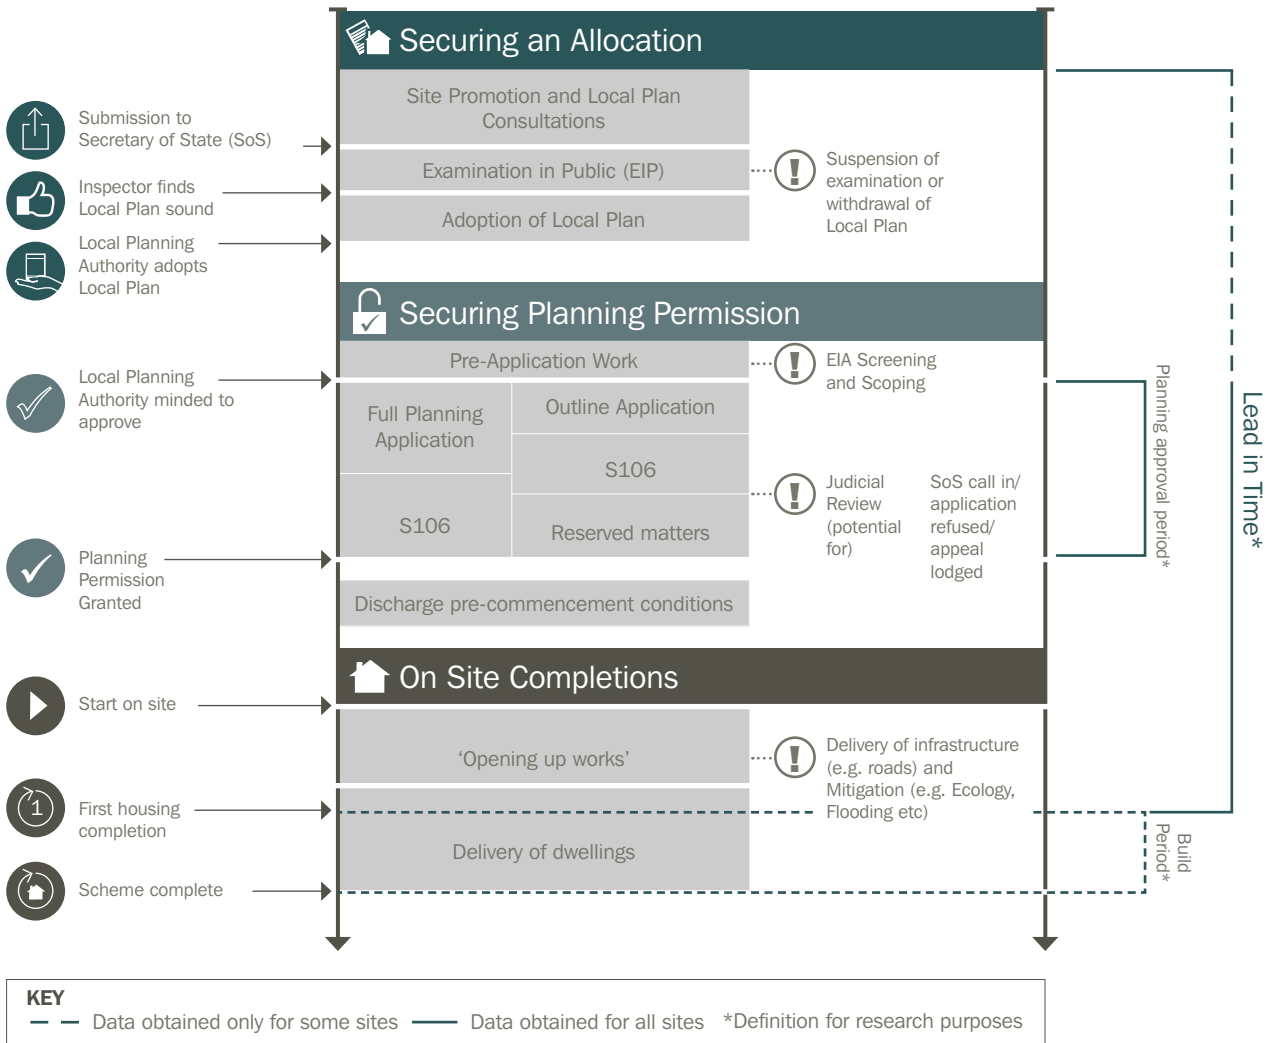 Securing an Allocation
Site Promotion and Local Plan
Consultations
Submission to
Secretary of State (SoS)
Examination in Public (EIP)
Suspension of
examination or
withdrawal of
Local Plan
Inspector finds
Local Plan sound
Adoption of Local Plan
Local Planning
Authority adopts
Local Plan
Securing Planning Permission
Pre-Application Work
EIA Screening
and Scoping
Local Planning
Authority minded to
approve
Full Planning
Application
S106
Outline Application
S106
Reserved matters
Judicial
Review
(potential
for)
SoS call in/
application
refused/
appeal
lodged
Planning approval period*
Lead in Time*
Planning
Permission
Granted
Discharge pre-commencement conditions
On Site Completions
Start on site
‘Opening up works’
Delivery of infrastructure
(e.g. roads) and
Mitigation (e.g. Ecology,
Flooding etc)
1
First housing
completion
Delivery of dwellings
Build
Period*
Scheme complete
KEY
Data obtained only for some sites
Data obtained for all sites
*Definition for research purposes